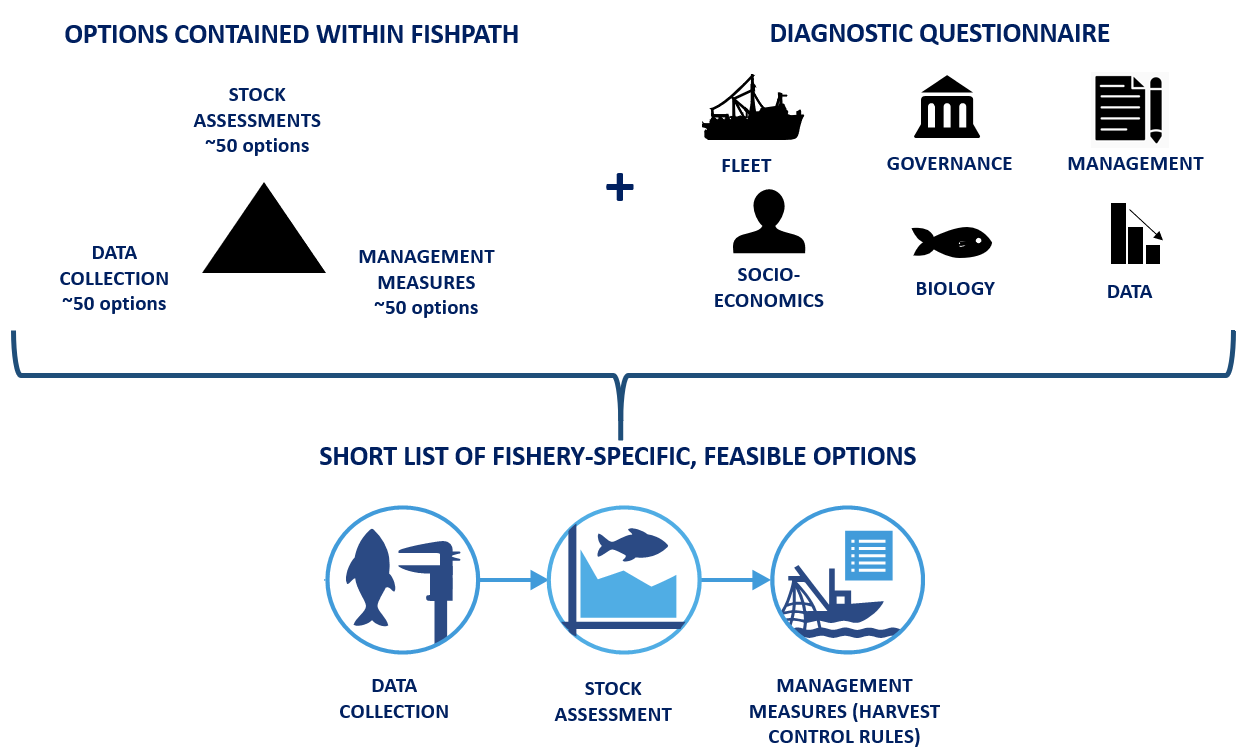 OPTIONS CONTAINED WITHIN FISHPATH
STOCK
ASSESSMENTS
~50 options
DATA
COLLECTION
~50 options
MANAGEMENT
MEASURES
~50 options
+
DIAGNOSTIC QUESTIONNAIRE
FLEET
GOVERNANCE
MANAGEMENT
SOCIO-
ECONOMICS
BIOLOGY
DATA
SHORT LIST OF FISHERY-SPECIFIC, FEASIBLE OPTIONS
DATA
COLLECTION
STOCK
ASSESSMENT
MANAGEMENT
MEASURES (HARVEST
CONTROL RULES)